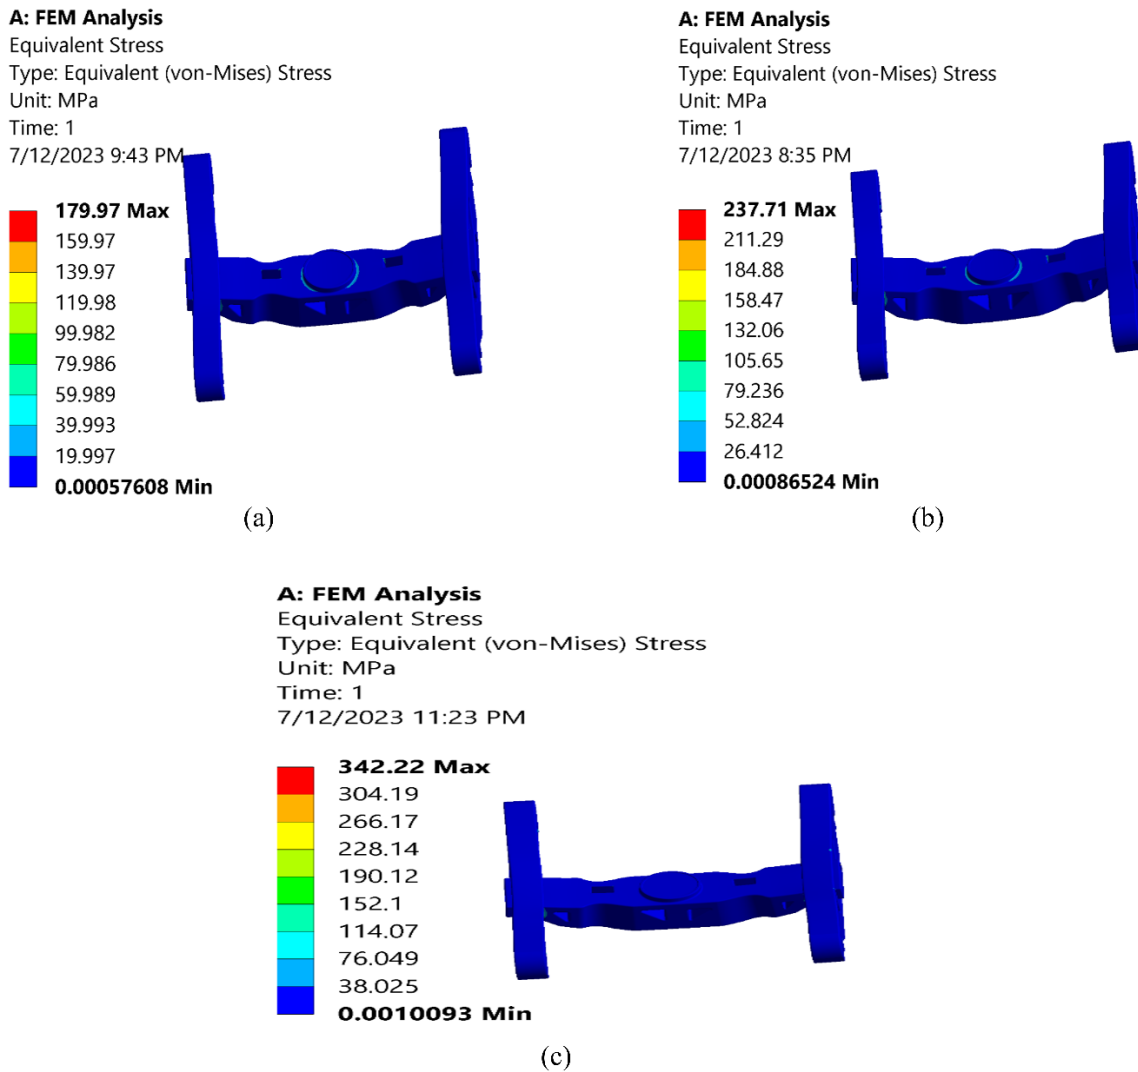 A: FEM Analysis
Equivalent Stress
Type: Equivalent (von-Mises) Stress
Unit: MPa
Time: 1
7/12/2023 9:43 PM
179.97 Max
159.97
139.97
119.98
99.982
79.986
59.989
39.993
19.997
0.00057608 Min
(a)
A: FEM Analysis
Equivalent Stress
Type: Equivalent (von-Mises) Stress
Unit: MPa
Time: 1
7/12/2023 8:35 PM
237.71 Max
211.29
184.88
158.47
132.06
105.65
79.236
52.824
26.412
0.00086524 Min
(b)
A: FEM Analysis
Equivalent Stress
Type: Equivalent (von-Mises) Stress
Unit: MPa
Time: 1
7/12/2023 11:23 PM
342.22 Max
304.19
266.17
228.14
190.12
152.1
114.07
76.049
38.025
0.0010093 Min
(c)